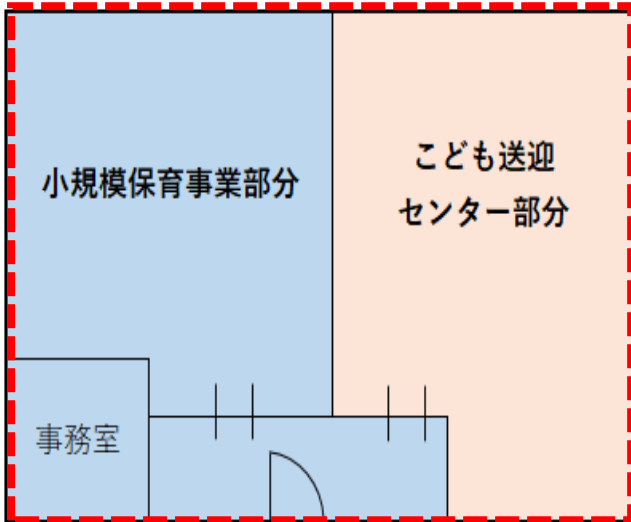 小規模保育事業部分
こども送迎
センター部分
事務室